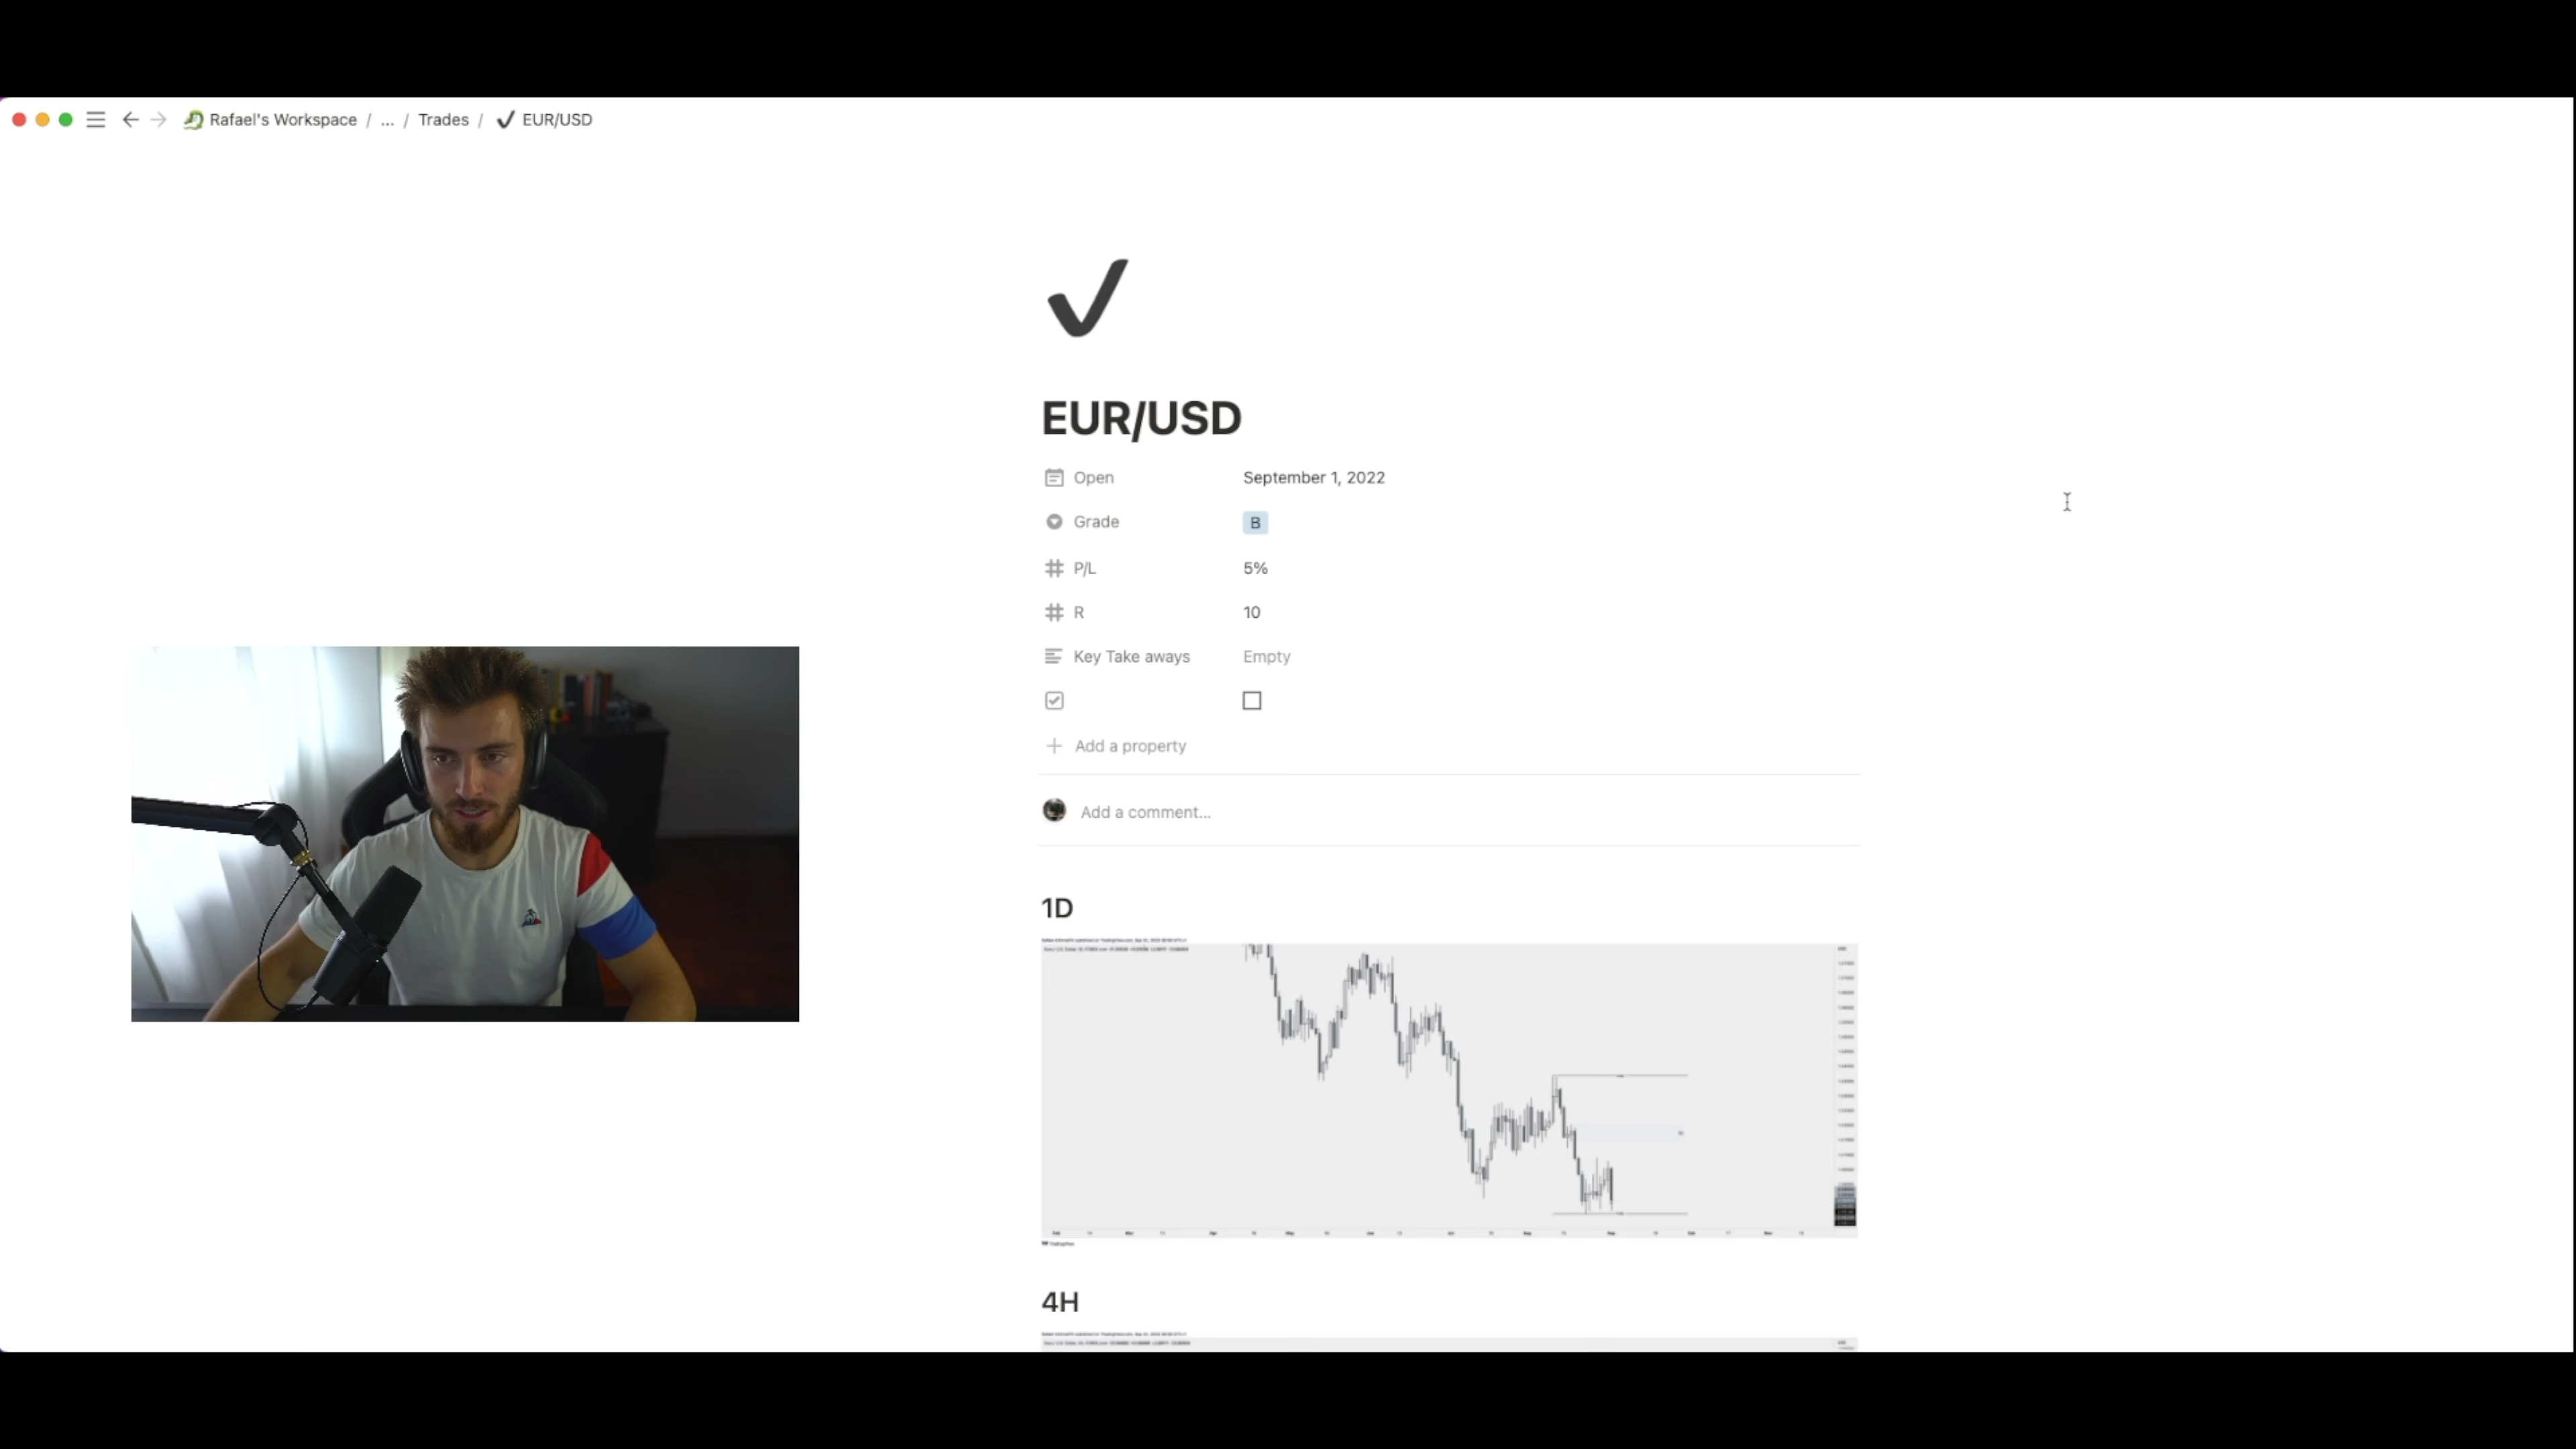 Rafael's Workspace / ... / Trades / EUR/USD
EUR/USD
Open September 1, 2022
Grade B
P/L 5%
R 10
Key Take aways Empty
Add a property
Add a comment...
1D
TradingView
4H